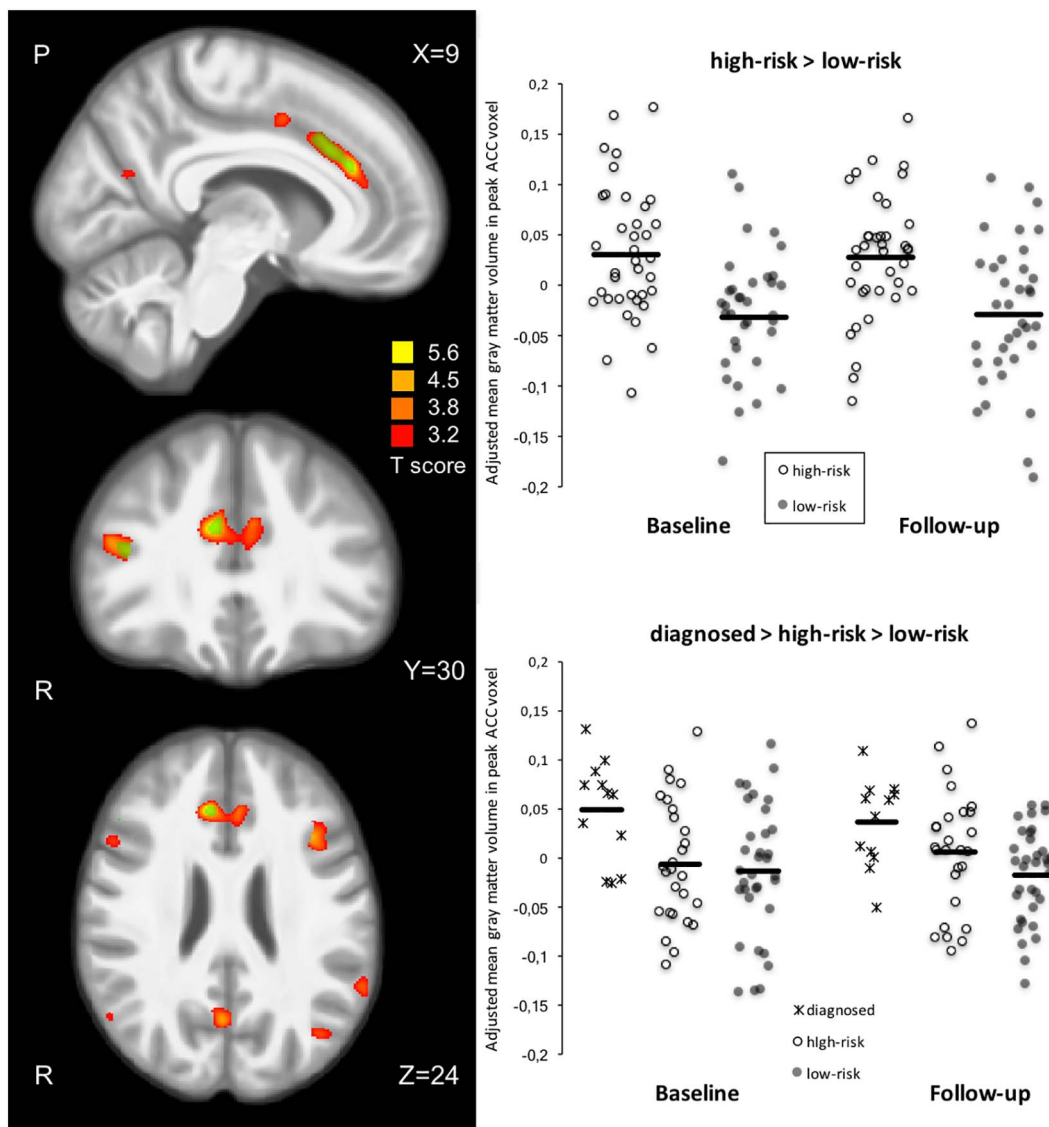 P
X=9
5.6
4.5
3.8
3.2
T score
Y=30
R
R
Z=24
high-risk > low-risk
Adjusted mean gray matter volume in peak ACC voxel
0,2
0,15
0,1
0,05
0
-0,05
-0,1
-0,15
-0,2
high-risk
low-risk
Baseline
Follow-up
diagnosed > high-risk > low-risk
Adjusted mean gray matter volume in peak ACC voxel
0,2
0,15
0,1
0,05
0
-0,05
-0,1
-0,15
-0,2
diagnosed
hIgh-risk
low-risk
Baseline
Follow-up